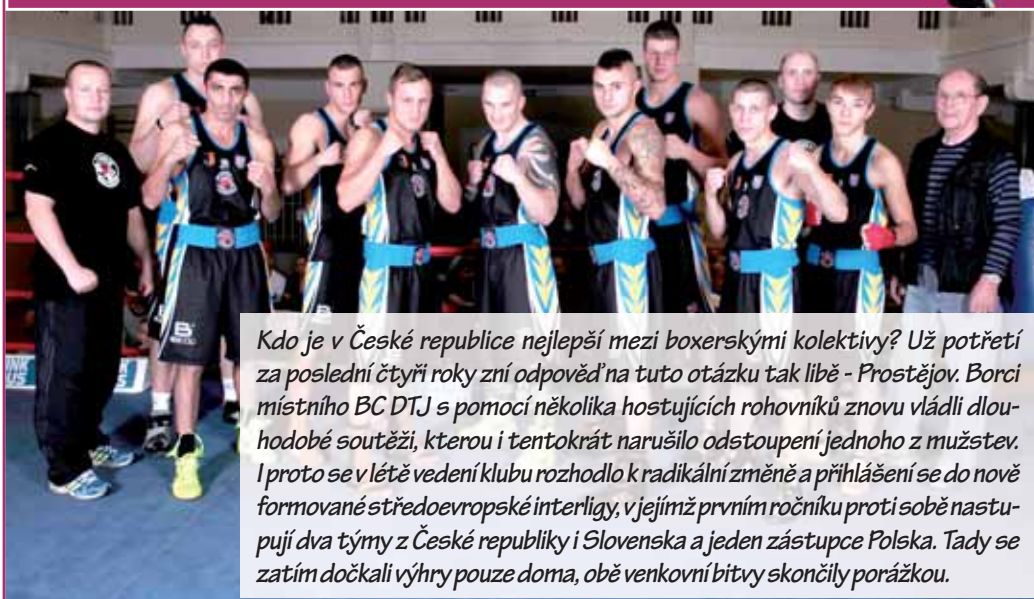 Kdo je v České republice nejlepší mezi boxerskými kolektivy? Už potřetí
za poslední čtyři roky zní odpověď na tuto otázku tak libě - Prostějov. Borci
místního BC DTJ s pomocí několika hostujících rohovníků znovu vládli dlou-
hodobé soutěži, kterou i tentokrát narušilo odstoupení jednoho z mužstev.
I proto se v létě vedení klubu rozhodlo k radikální změně a přihlášení se do nově
formované středoevropské interligy, v jejímž prvním ročníku proti sobě nastu-
pují dva týmy z České republiky i Slovenska a jeden zástupce Polska. Tady se
zatím dočkali výhry pouze doma, obě venkovní bitvy skončily porážkou.